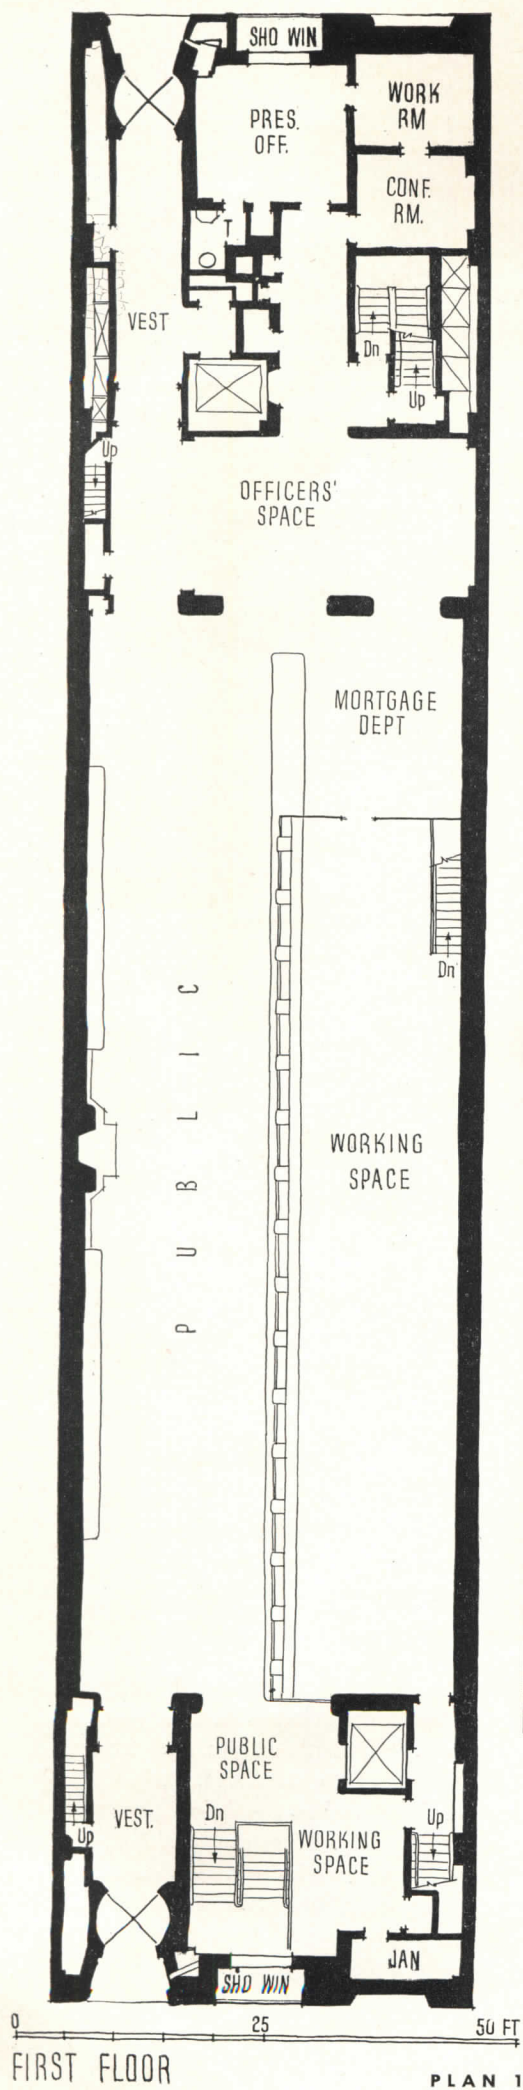 SHO WIN
WORK
RM
PRES.
OFF.
CONF.
RM.
T
VEST
Dn
Up
Up
OFFICERS'
SPACE
MORTGAGE
DEPT
Dn
PUBLIC
WORKING
SPACE
PUBLIC
SPACE
Dn
Up
VEST.
Up
WORKING
SPACE
JAN
SHO WIN
0 25 50 FT
FIRST FLOOR
PLAN 1